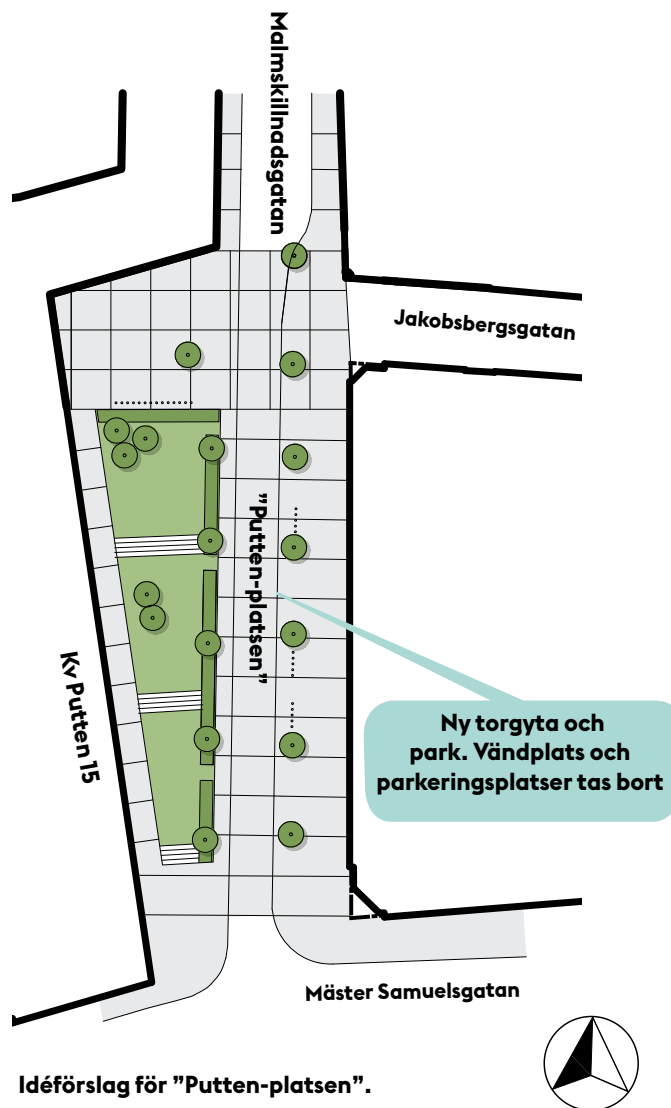 Malmskillnadsgatan
Jakobsbergsgatan
”Putten-platsen”
Kv Putten 15
Ny torgyta och
park. Vändplats och
parkeringsplatser tas bort
Mäster Samuelsgatan
Idéförslag för ”Putten-platsen”.